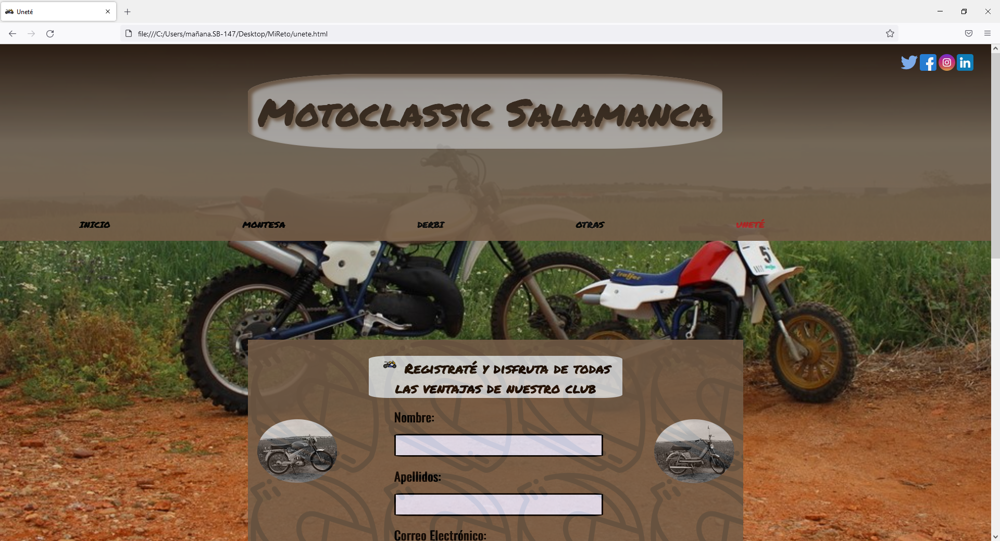 Uneté
file:///C:/Users/mañana.SB-147/Desktop/MiReto/unete.html
Motoclassic Salamanca
INICIO MONTESA DERBI OTRAS UNETÉ
5
Registraté y disfruta de todas
las ventajas de nuestro club
Nombre:
Apellidos:
Correo Electrónico: